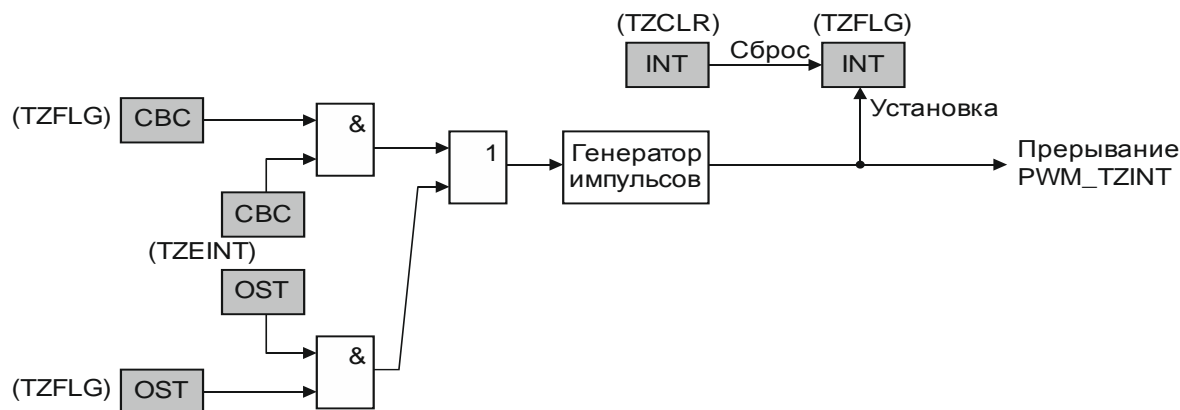 (TZCLR)
(TZFLG)
INT
Сброс
INT
(TZFLG)
CBC
&
Установка
1
Генератор
импульсов
Прерывание
PWM_TZINT
CBC
(TZEINT)
OST
&
(TZFLG)
OST